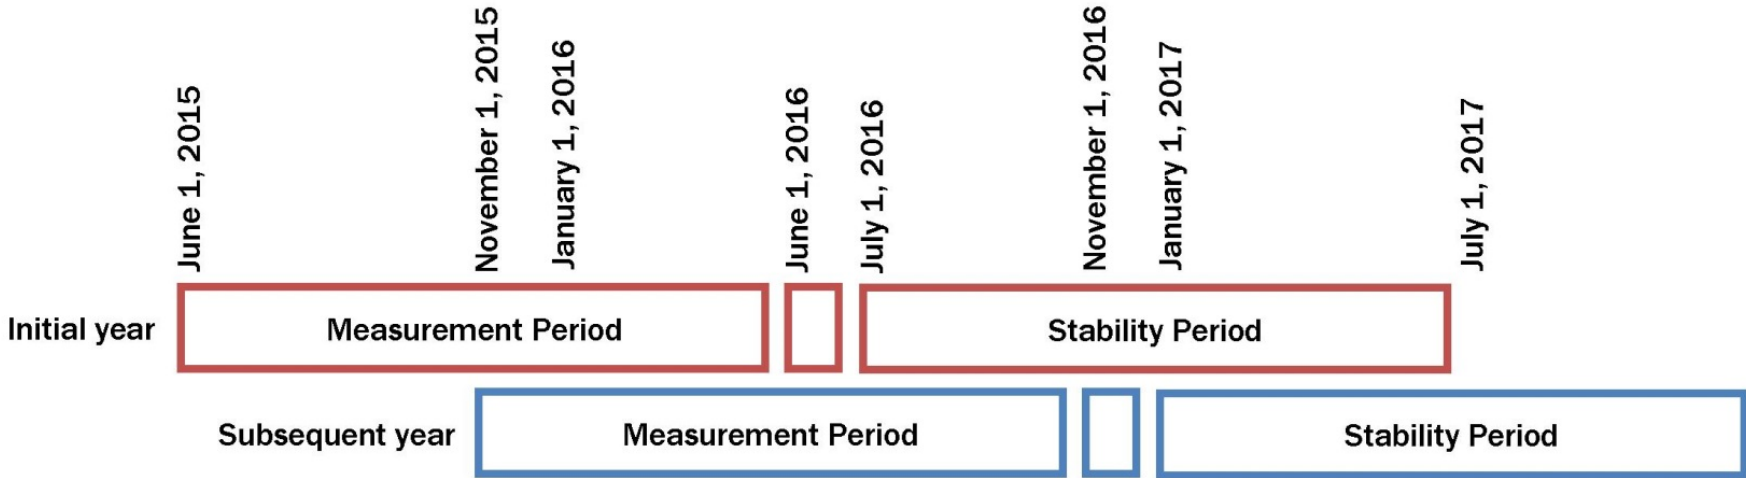 June 1, 2015
November 1, 2015
January 1, 2016
June 1, 2016
July 1, 2016
November 1, 2016
January 1, 2017
July 1, 2017
Initial year
Measurement Period
Stability Period
Subsequent year
Measurement Period
Stability Period